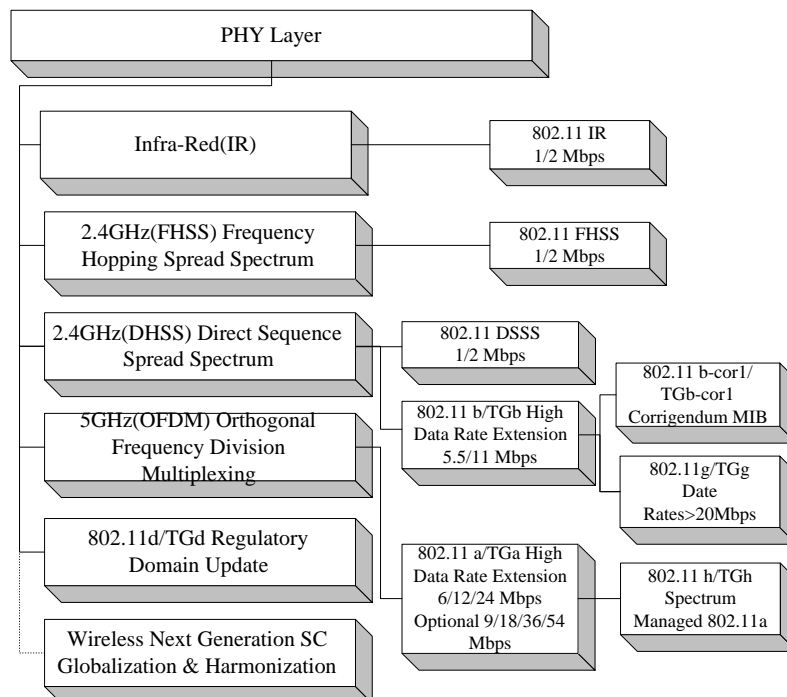 PHY Layer
Infra-Red(IR)
802.11 IR
1/2 Mbps
2.4GHz(FHSS) Frequency
Hopping Spread Spectrum
802.11 FHSS
1/2 Mbps
2.4GHz(DHSS) Direct Sequence
Spread Spectrum
802.11 DSSS
1/2 Mbps
802.11 b/TGb High
Data Rate Extension
5.5/11 Mbps
802.11 b-cor1/
TGb-cor1
Corrigendum MIB
802.11g/TGg
Date
Rates>20Mbps
5GHz(OFDM) Orthogonal
Frequency Division
Multiplexing
802.11 a/TGa High
Data Rate Extension
6/12/24 Mbps
Optional 9/18/36/54
Mbps
802.11 h/TGh
Spectrum
Managed 802.11a
802.11d/TGd Regulatory
Domain Update
Wireless Next Generation SC
Globalization & Harmonization